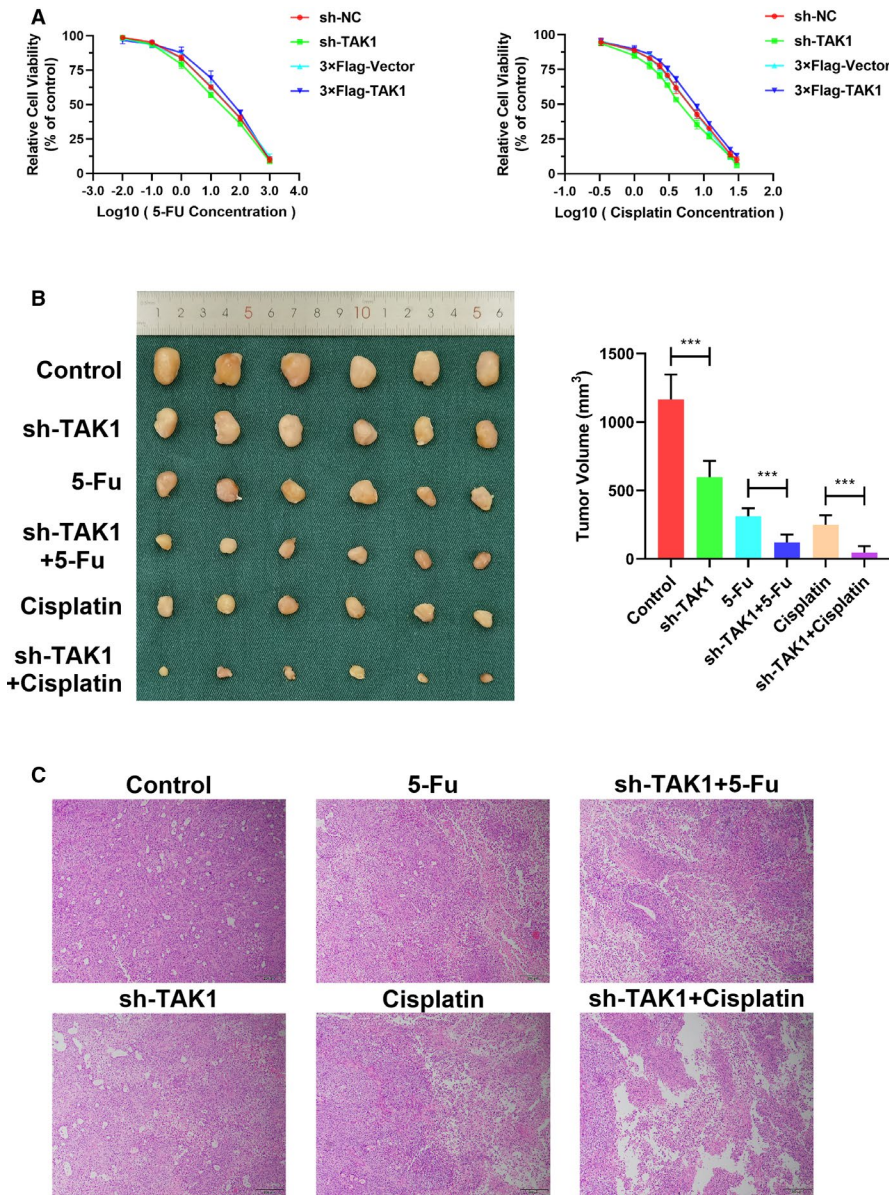 A
Relative Cell Viability
(% of control)
100
75
50
25
0
-3.0 -2.0 -1.0 0.0 1.0 2.0 3.0 4.0
Log10 ( 5-FU Concentration )
sh-NC
sh-TAK1
3×Flag-Vector
3×Flag-TAK1
Relative Cell Viability
(% of control)
100
75
50
25
0
-1.0 -0.5 0.0 0.5 1.0 1.5 2.0
Log10 ( Cisplatin Concentration )
sh-NC
sh-TAK1
3×Flag-Vector
3×Flag-TAK1
B
1 2 3 4 5 6 7 8 9 10 1 2 3 4 5 6
Control
sh-TAK1
5-Fu
sh-TAK1
+5-Fu
Cisplatin
sh-TAK1
+Cisplatin
Tumor Volume (mm³)
1500
1000
500
0
***
***
***
Control
sh-TAK1
5-Fu
sh-TAK1+5-Fu
Cisplatin
sh-TAK1+Cisplatin
C
Control
5-Fu
sh-TAK1+5-Fu
sh-TAK1
Cisplatin
sh-TAK1+Cisplatin